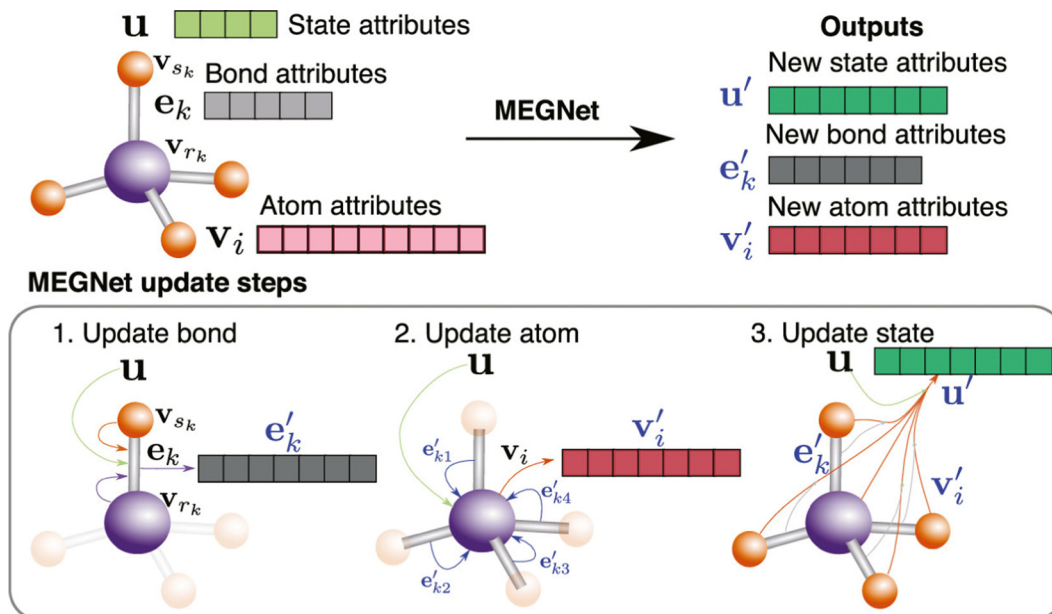 u State attributes
v_{s_k} Bond attributes
e_k
v_{r_k}
Atom attributes
v_i
MEGNet
Outputs
New state attributes
u′
New bond attributes
e′_k
New atom attributes
v′_i
MEGNet update steps
1. Update bond
u
v_{s_k}
e_k
e′_k
v_{r_k}
2. Update atom
u
v_i
v′_i
e′_{k1}
e′_{k4}
e′_{k2}
e′_{k3}
3. Update state
u
u′
e′_k
v′_i